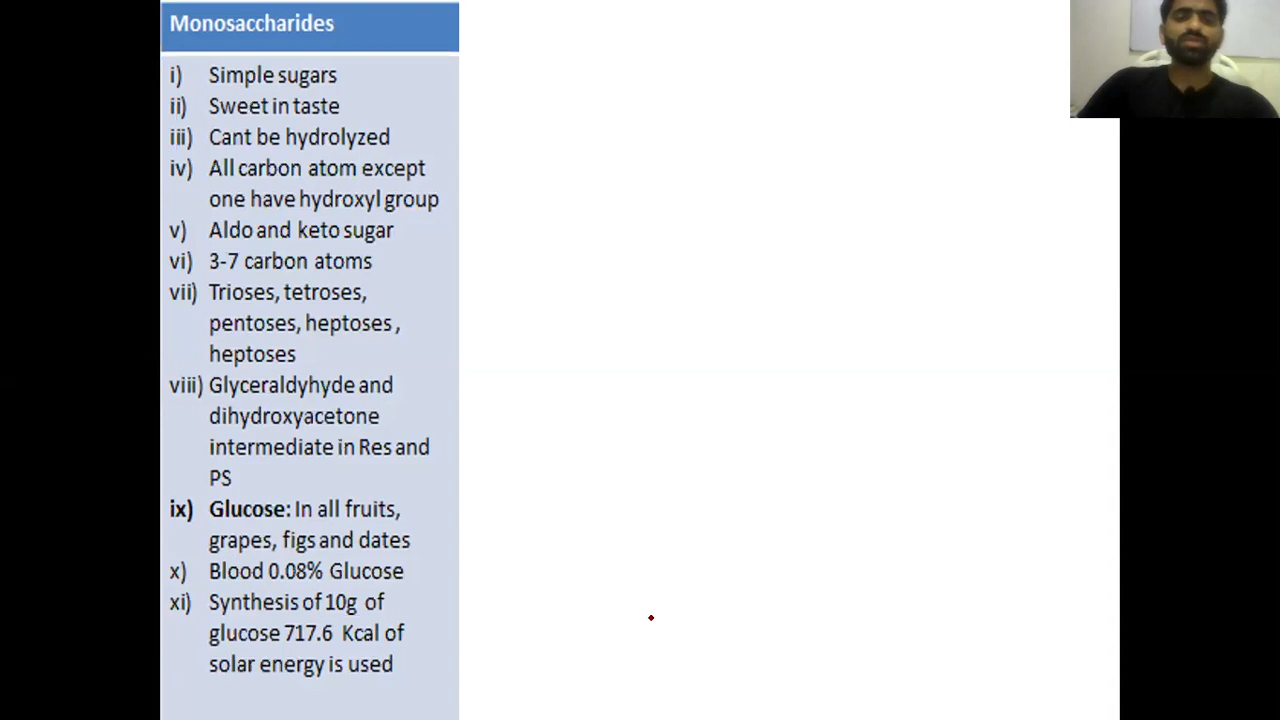 Monosaccharides
i) Simple sugars
ii) Sweet in taste
iii) Cant be hydrolyzed
iv) All carbon atom except
one have hydroxyl group
v) Aldo and keto sugar
vi) 3-7 carbon atoms
vii) Trioses, tetroses,
pentoses, heptoses ,
heptoses
viii) Glyceraldyhyde and
dihydroxyacetone
intermediate in Res and
PS
ix) Glucose: In all fruits,
grapes, figs and dates
x) Blood 0.08% Glucose
xi) Synthesis of 10g of
glucose 717.6 Kcal of
solar energy is used